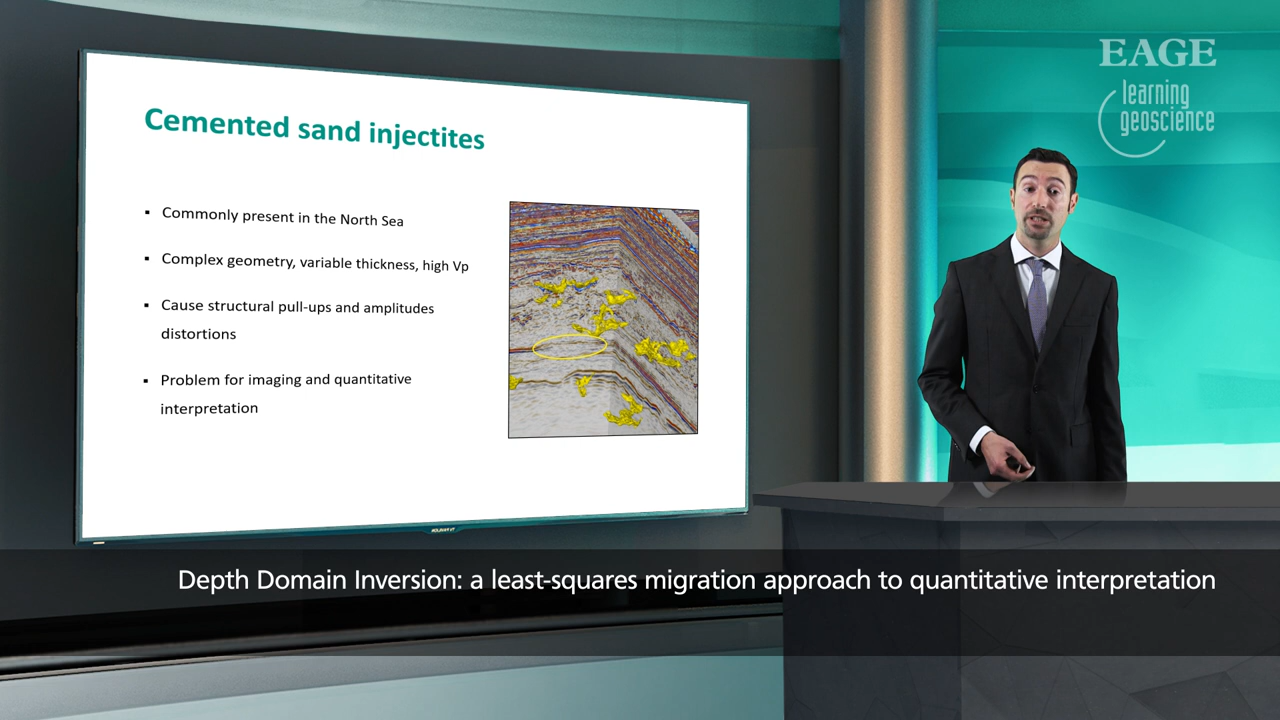 EAGE
learning
geoscience
Cemented sand injectites
▪ Commonly present in the North Sea
▪ Complex geometry, variable thickness, high Vp
▪ Cause structural pull-ups and amplitudes
distortions
▪ Problem for imaging and quantitative
interpretation
Depth Domain Inversion: a least-squares migration approach to quantitative interpretation